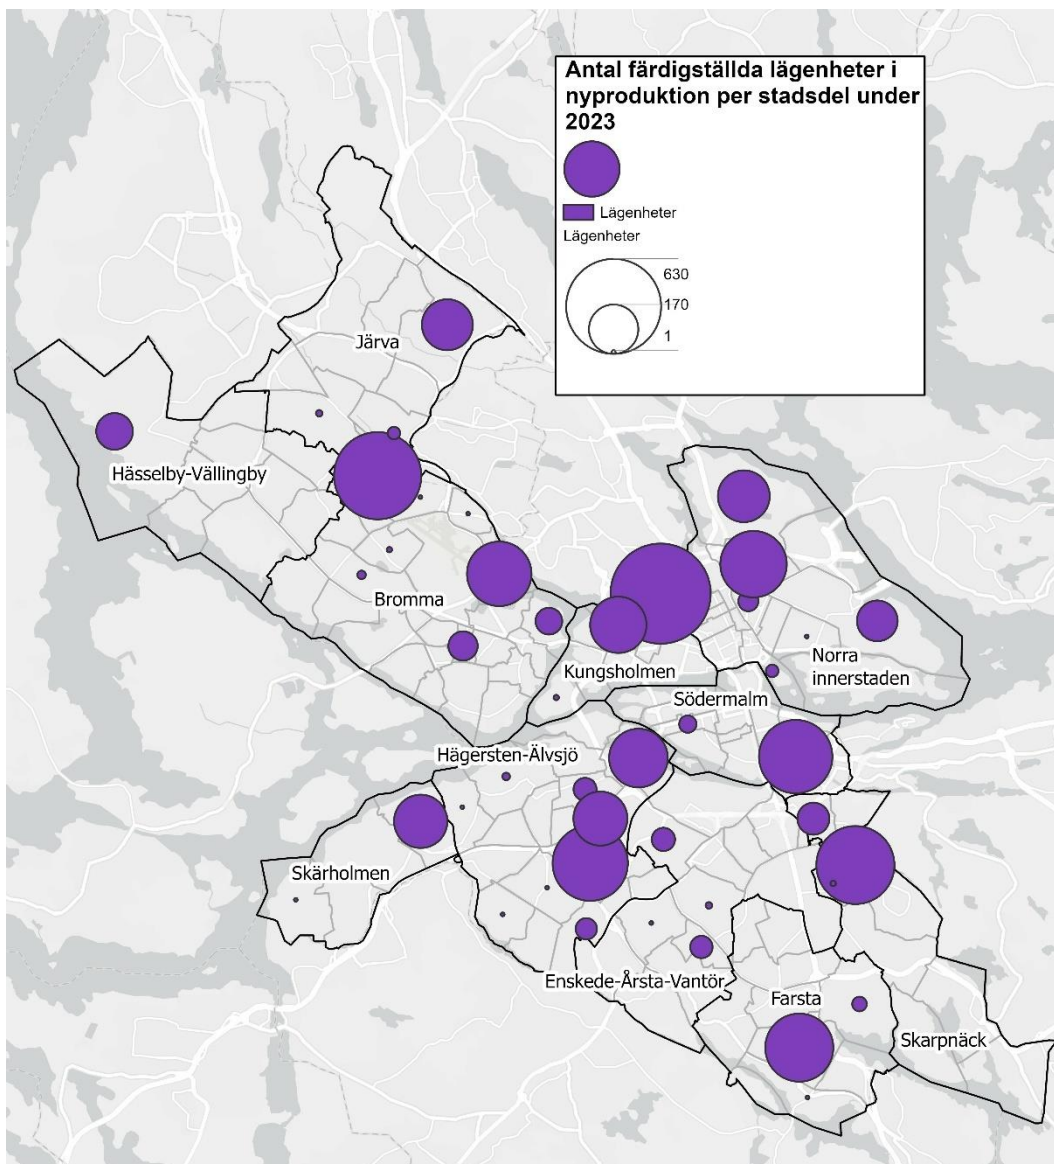 Antal färdigställda lägenheter i
nyproduktion per stadsdel under
2023
Lägenheter
Lägenheter
630
170
1
Järva
Hässelby-Vällingby
Bromma
Kungsholmen
Norra
innerstaden
Södermalm
Hägersten-Älvsjö
Skärholmen
Enskede-Årsta-Vantör
Farsta
Skarpnäck